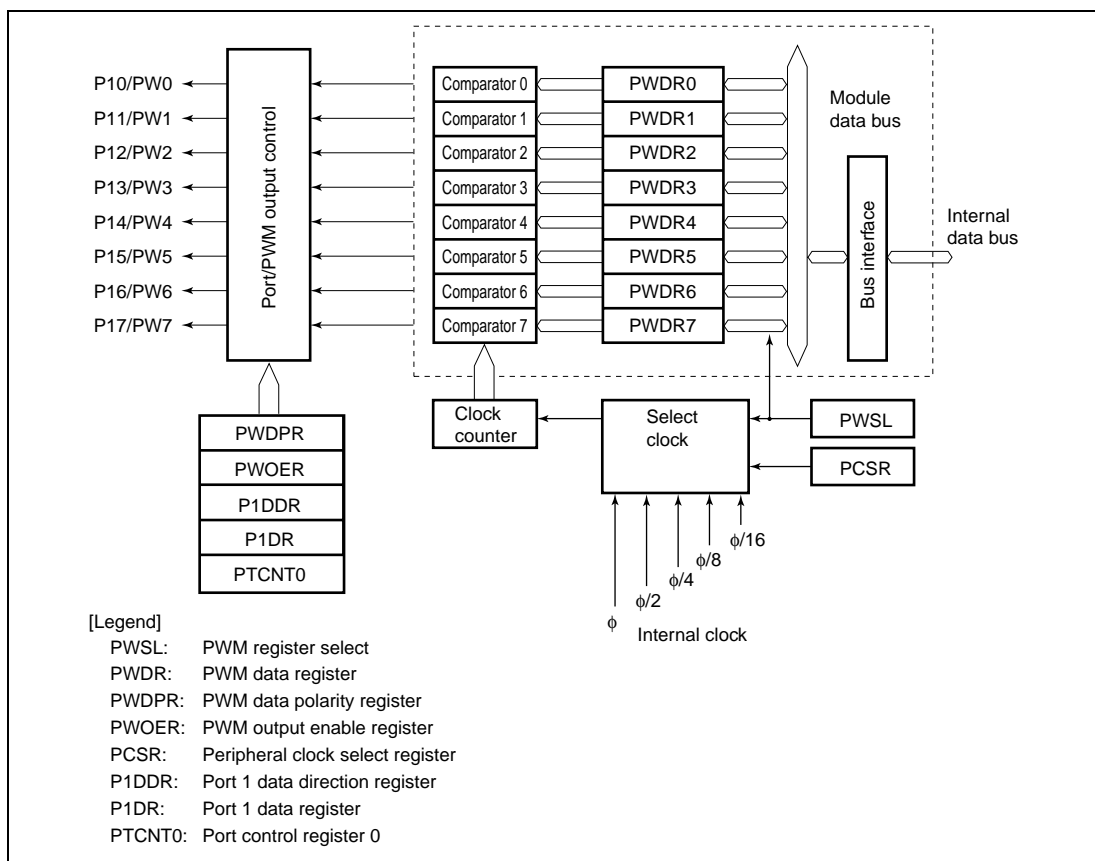 P10/PW0
P11/PW1
P12/PW2
P13/PW3
P14/PW4
P15/PW5
P16/PW6
P17/PW7
Port/PWM output control
Comparator 0
Comparator 1
Comparator 2
Comparator 3
Comparator 4
Comparator 5
Comparator 6
Comparator 7
PWDR0
PWDR1
PWDR2
PWDR3
PWDR4
PWDR5
PWDR6
PWDR7
Module
data bus
Bus interface
Internal
data bus
PWDPR
PWOER
P1DDR
P1DR
PTCNT0
Clock
counter
Select
clock
PWSL
PCSR
ϕ
ϕ/2
ϕ/4
ϕ/8
ϕ/16
Internal clock
[Legend]
PWSL: PWM register select
PWDR: PWM data register
PWDPR: PWM data polarity register
PWOER: PWM output enable register
PCSR: Peripheral clock select register
P1DDR: Port 1 data direction register
P1DR: Port 1 data register
PTCNT0: Port control register 0